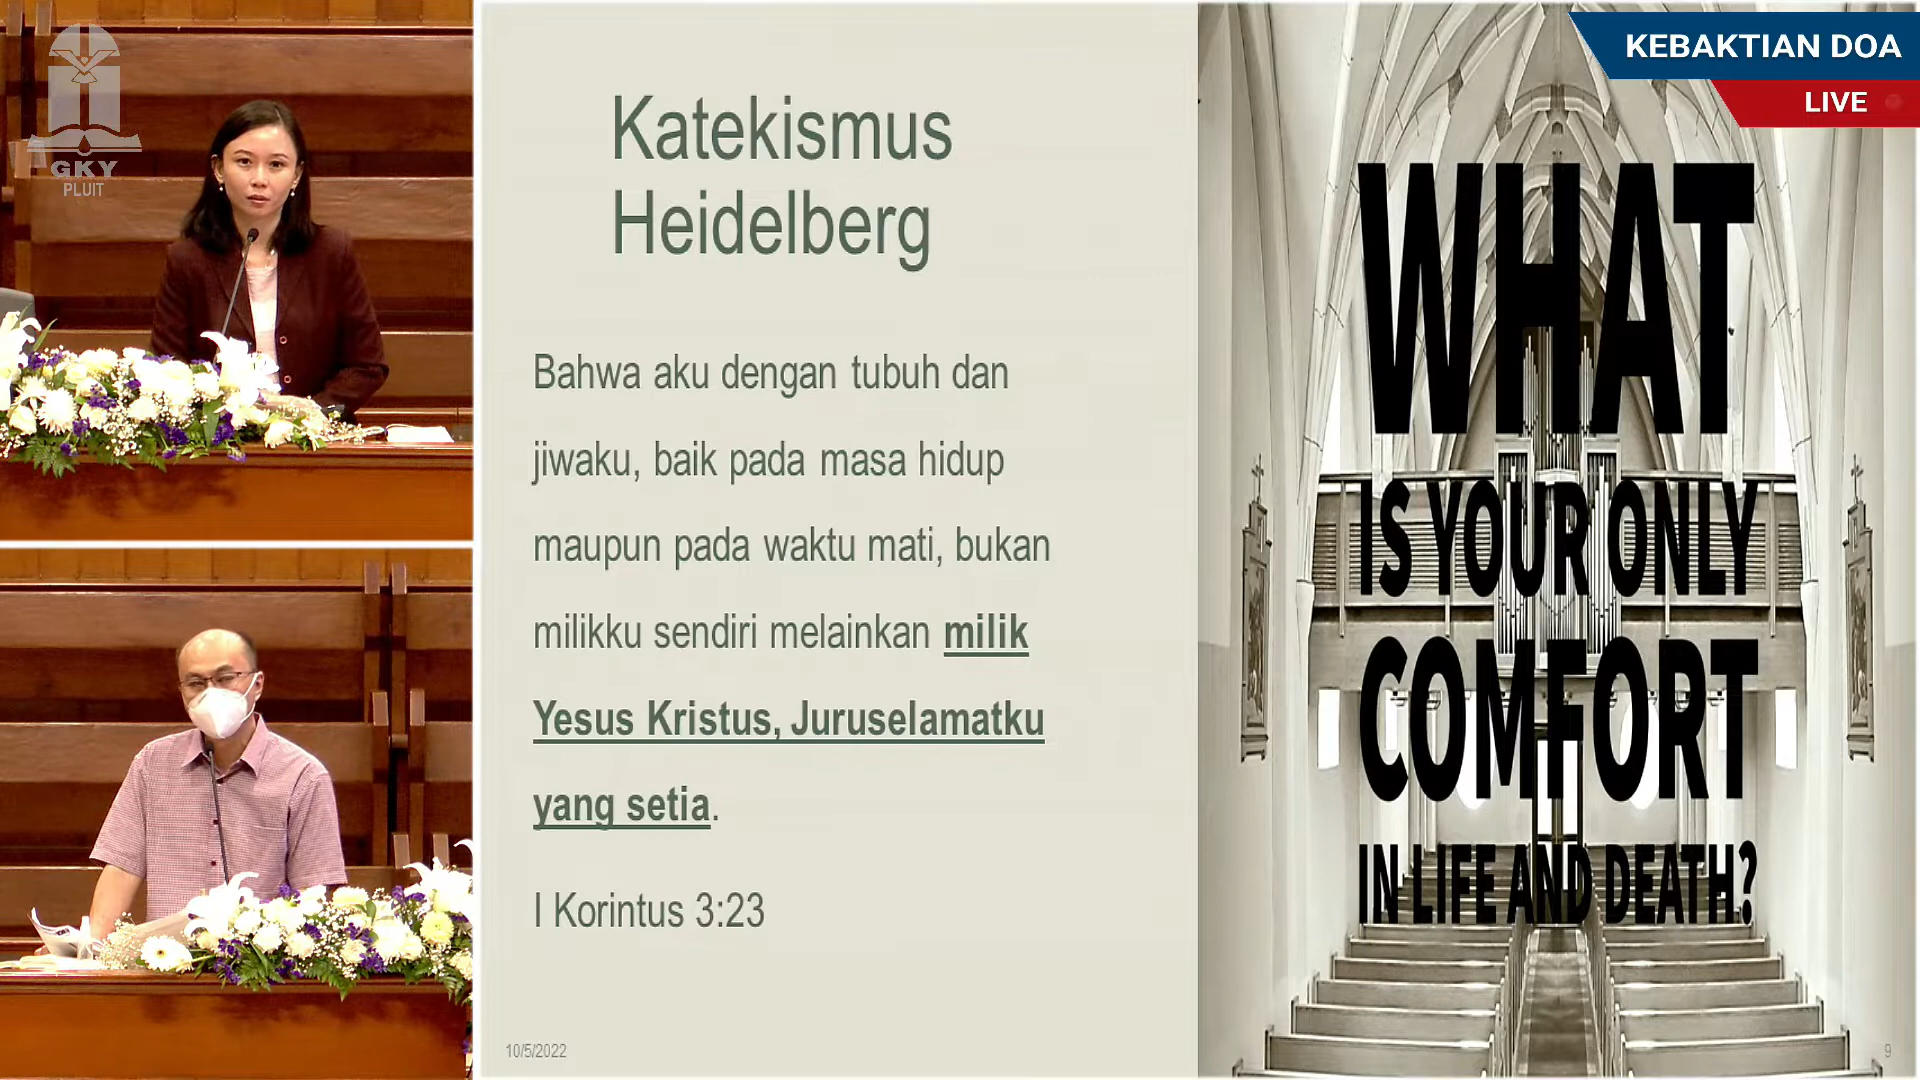 GKY
PLUIT
Katekismus
Heidelberg
Bahwa aku dengan tubuh dan
jiwaku, baik pada masa hidup
maupun pada waktu mati, bukan
milikku sendiri melainkan milik
Yesus Kristus, Juruselamatku
yang setia.
I Korintus 3:23
10/5/2022
KEBAKTIAN DOA
LIVE
WHAT
IS YOUR ONLY
COMFORT
IN LIFE AND DEATH?
9